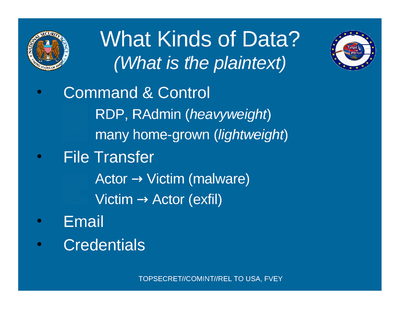 What Kinds of Data?
(What is the plaintext)
• Command & Control
RDP, RAdmin (heavyweight)
many home-grown (lightweight)
• File Transfer
Actor → Victim (malware)
Victim → Actor (exfil)
• Email
• Credentials
TOPSECRET//COMINT//REL TO USA, FVEY